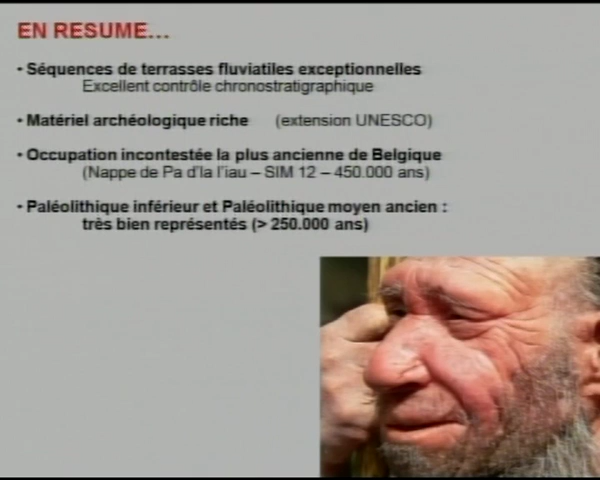 EN RESUME...
• Séquences de terrasses fluviatiles exceptionnelles
Excellent contrôle chronostratigraphique
• Matériel archéologique riche (extension UNESCO)
• Occupation incontestée la plus ancienne de Belgique
(Nappe de Pa d'la l'iau – SIM 12 – 450.000 ans)
• Paléolithique inférieur et Paléolithique moyen ancien :
très bien représentés (> 250.000 ans)